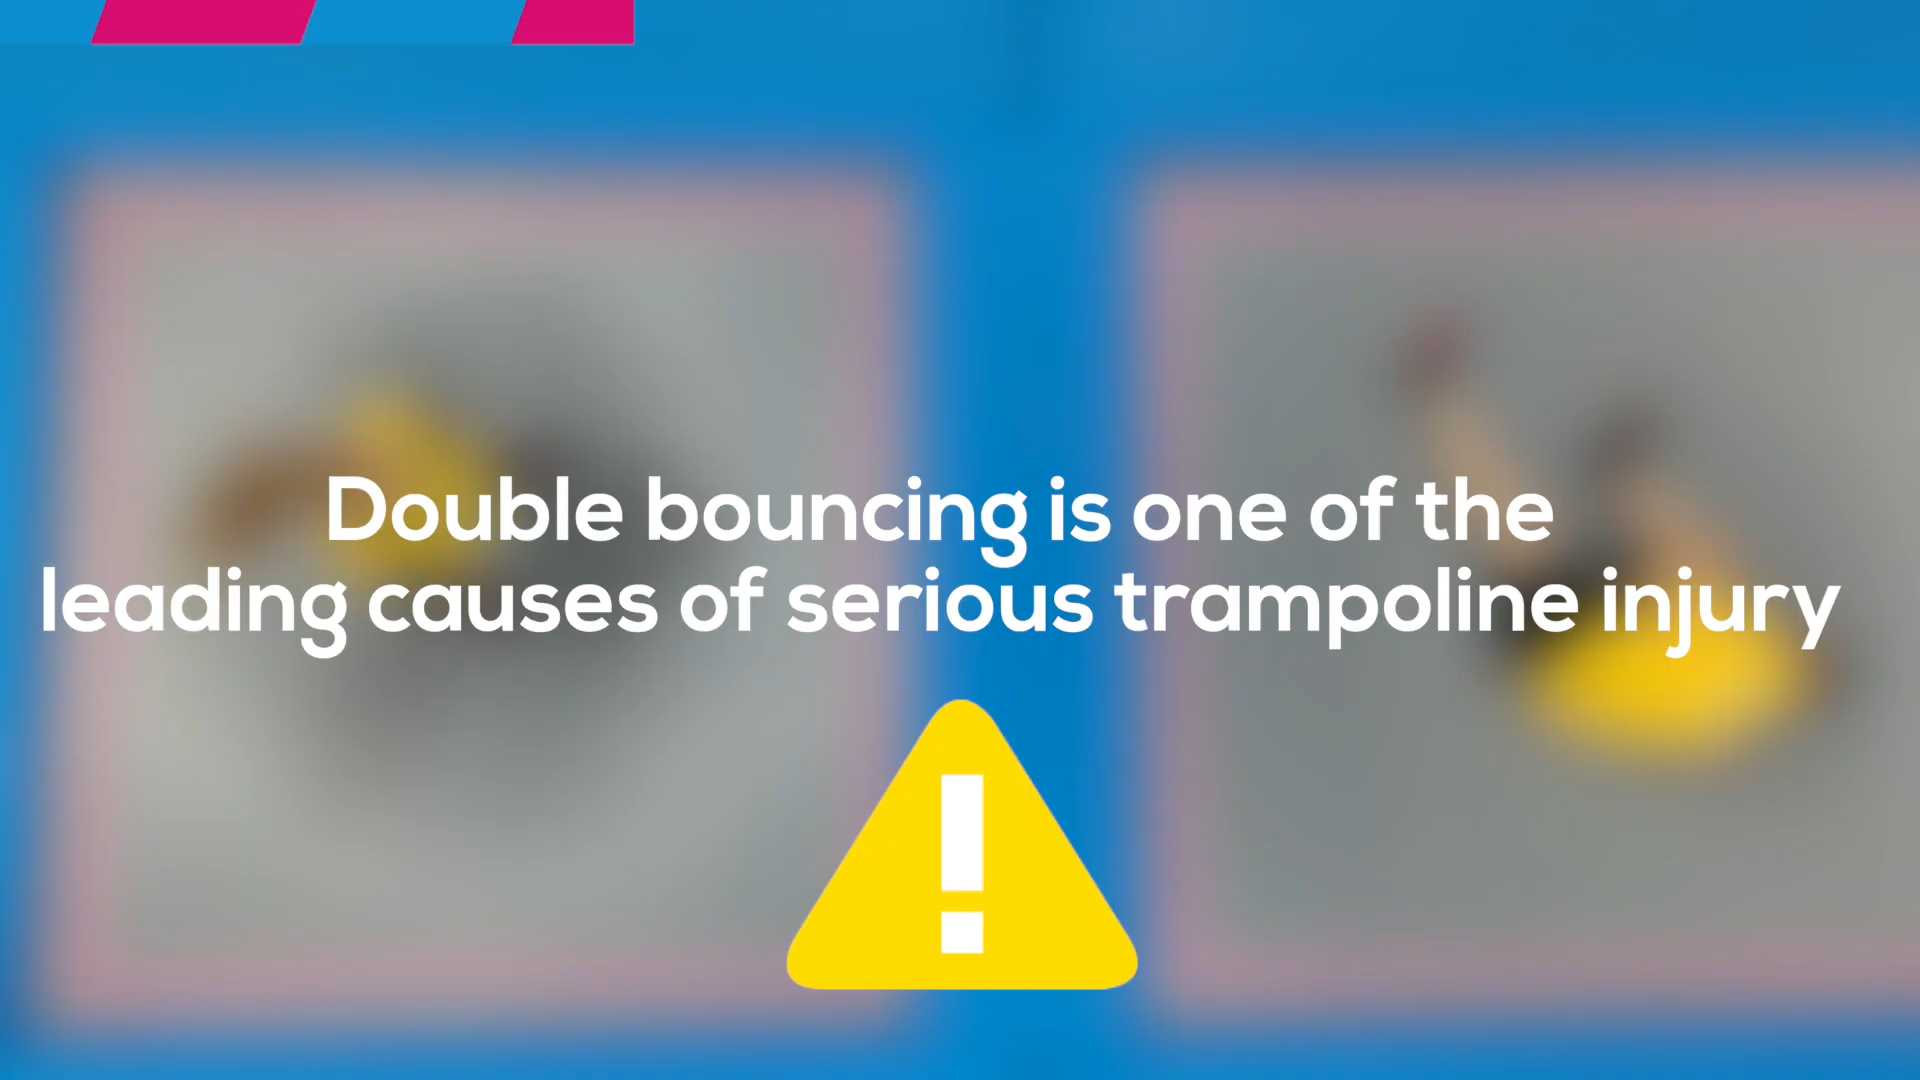 Double bouncing is one of the
leading causes of serious trampoline injury
!